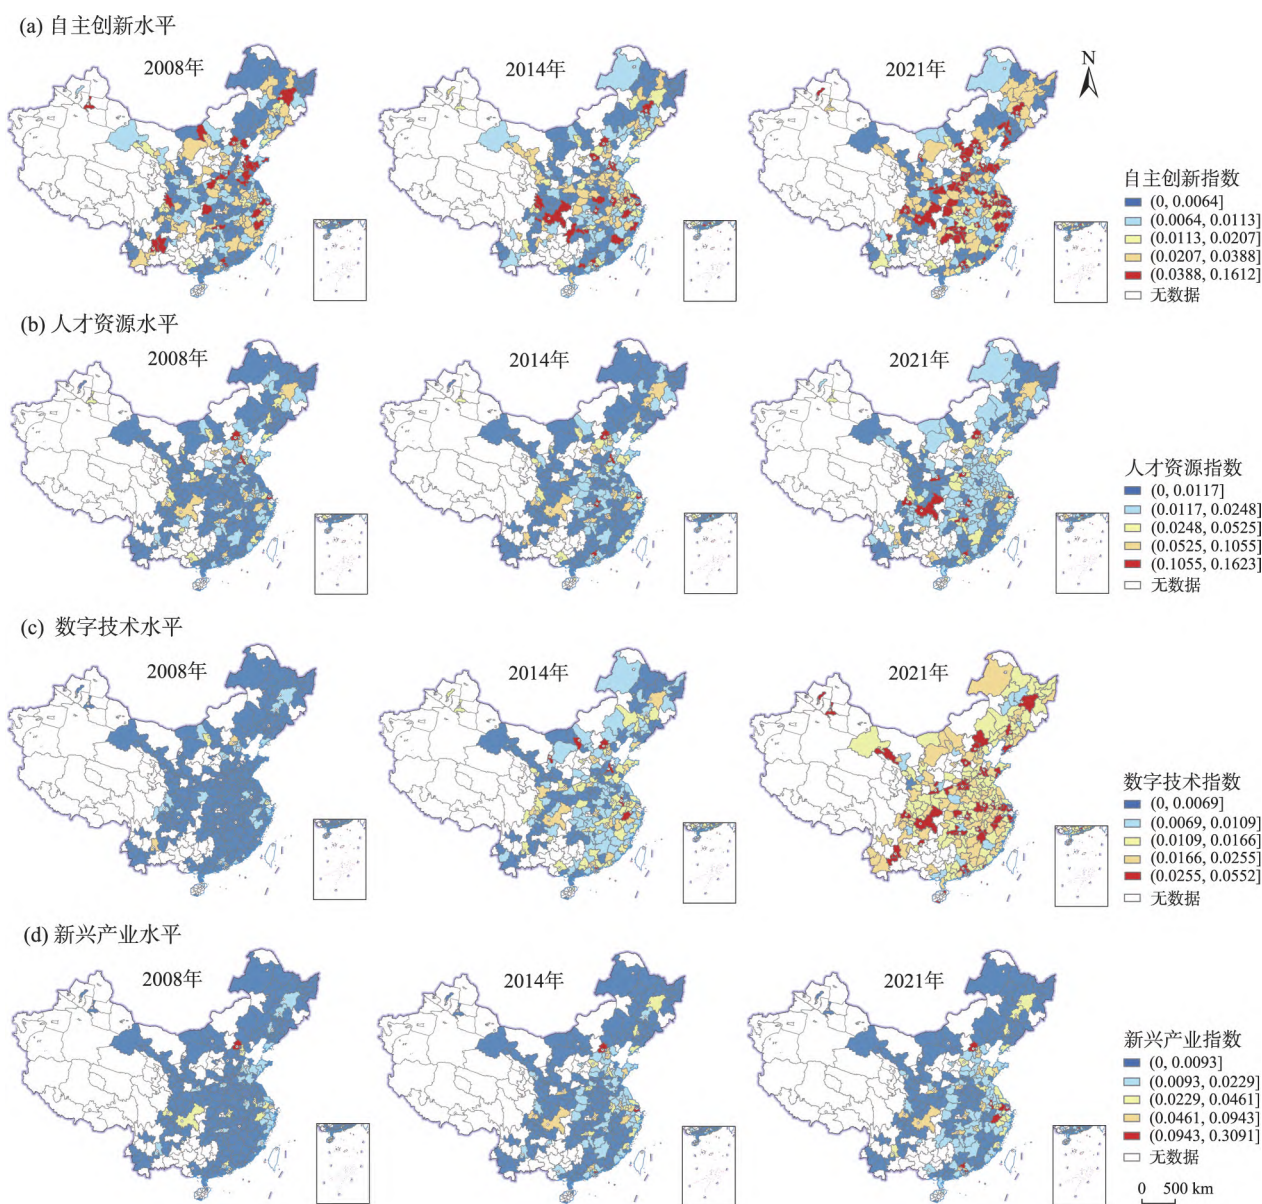 (a) 自主创新水平
2008年
2014年
2021年
N
自主创新指数
(0, 0.0064]
(0.0064, 0.0113]
(0.0113, 0.0207]
(0.0207, 0.0388]
(0.0388, 0.1612]
无数据
(b) 人才资源水平
2008年
2014年
2021年
人才资源指数
(0, 0.0117]
(0.0117, 0.0248]
(0.0248, 0.0525]
(0.0525, 0.1055]
(0.1055, 0.1623]
无数据
(c) 数字技术水平
2008年
2014年
2021年
数字技术指数
(0, 0.0069]
(0.0069, 0.0109]
(0.0109, 0.0166]
(0.0166, 0.0255]
(0.0255, 0.0552]
无数据
(d) 新兴产业水平
2008年
2014年
2021年
新兴产业指数
(0, 0.0093]
(0.0093, 0.0229]
(0.0229, 0.0461]
(0.0461, 0.0943]
(0.0943, 0.3091]
无数据
0 500 km